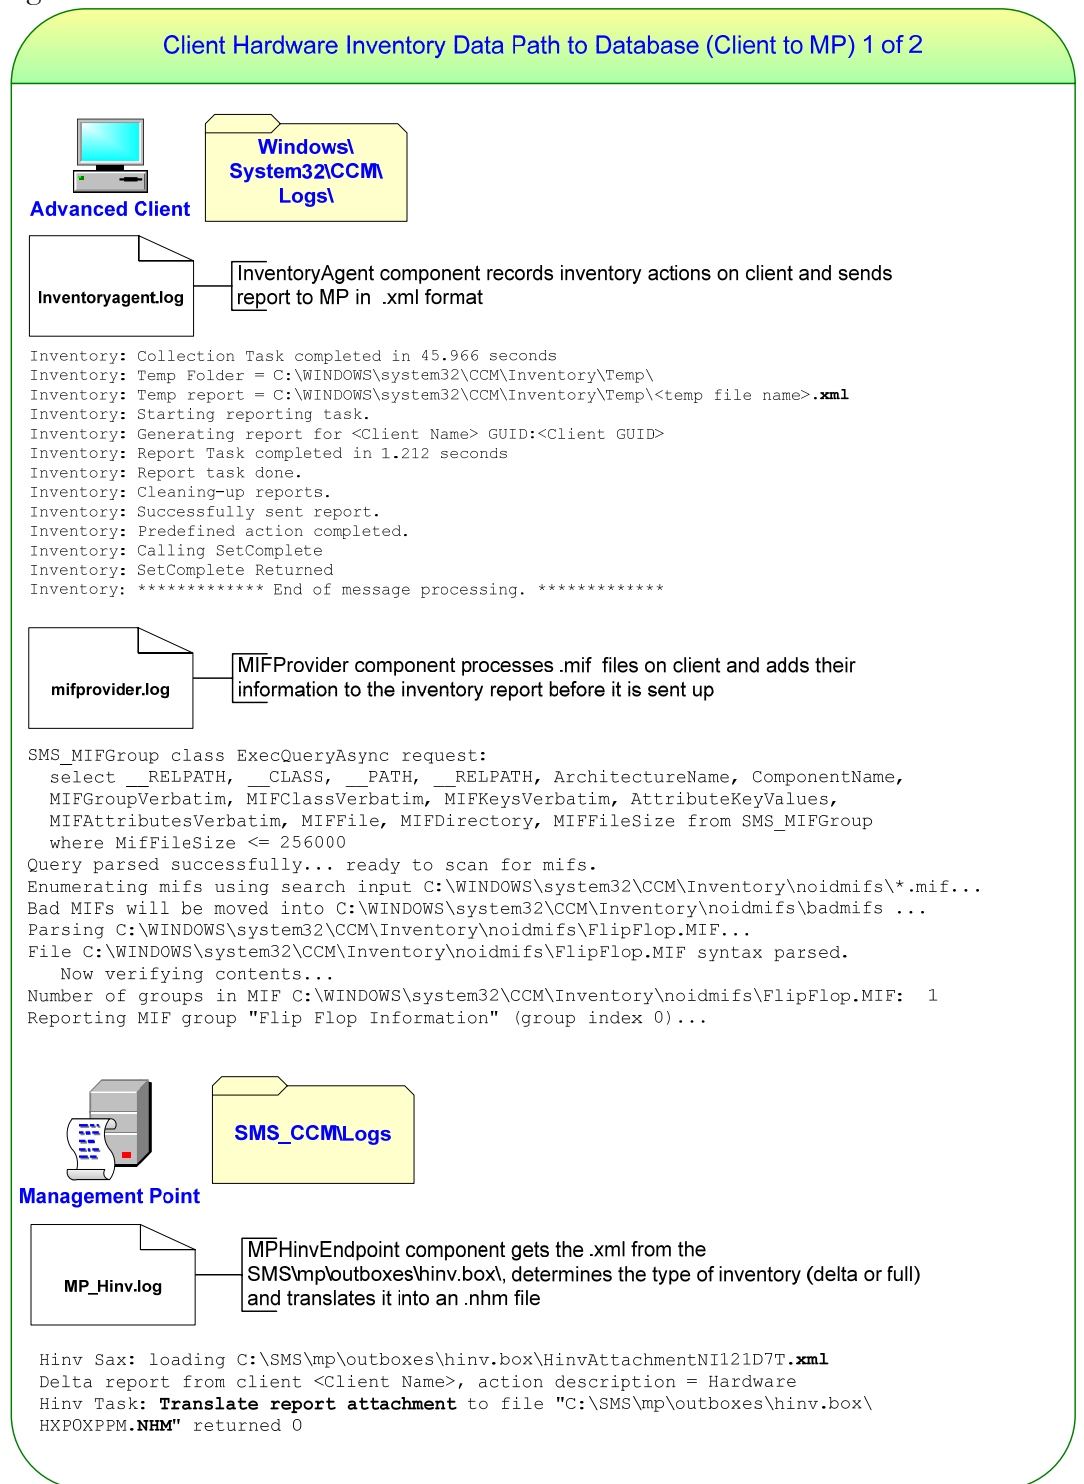 Client Hardware Inventory Data Path to Database (Client to MP) 1 of 2
Windows\
System32\CCM\
Logs\
Advanced Client
Inventoryagent.log
InventoryAgent component records inventory actions on client and sends
report to MP in .xml format
Inventory: Collection Task completed in 45.966 seconds
Inventory: Temp Folder = C:\WINDOWS\system32\CCM\Inventory\Temp\
Inventory: Temp report = C:\WINDOWS\system32\CCM\Inventory\Temp\<temp file name>.xml
Inventory: Starting reporting task.
Inventory: Generating report for <Client Name> GUID:<Client GUID>
Inventory: Report Task completed in 1.212 seconds
Inventory: Report task done.
Inventory: Cleaning-up reports.
Inventory: Successfully sent report.
Inventory: Predefined action completed.
Inventory: Calling SetComplete
Inventory: SetComplete Returned
Inventory: ************* End of message processing. *************
mifprovider.log
MIFProvider component processes .mif files on client and adds their
information to the inventory report before it is sent up
SMS_MIFGroup class ExecQueryAsync request:
select __RELPATH, __CLASS, __PATH, __RELPATH, ArchitectureName, ComponentName,
MIFGroupVerbatim, MIFClassVerbatim, MIFKeysVerbatim, AttributeKeyValues,
MIFAttributesVerbatim, MIFFile, MIFDirectory, MIFFileSize from SMS_MIFGroup
where MifFileSize <= 256000
Query parsed successfully... ready to scan for mifs.
Enumerating mifs using search input C:\WINDOWS\system32\CCM\Inventory\noidmifs\*.mif...
Bad MIFs will be moved into C:\WINDOWS\system32\CCM\Inventory\noidmifs\badmifs ...
Parsing C:\WINDOWS\system32\CCM\Inventory\noidmifs\FlipFlop.MIF...
File C:\WINDOWS\system32\CCM\Inventory\noidmifs\FlipFlop.MIF syntax parsed.
Now verifying contents...
Number of groups in MIF C:\WINDOWS\system32\CCM\Inventory\noidmifs\FlipFlop.MIF: 1
Reporting MIF group "Flip Flop Information" (group index 0)...
SMS_CCM\Logs
Management Point
MP_Hinv.log
MPHinvEndpoint component gets the .xml from the
SMS\mp\outboxes\hinv.box\, determines the type of inventory (delta or full)
and translates it into an .nhm file
Hinv Sax: loading C:\SMS\mp\outboxes\hinv.box\HinvAttachmentNI121D7T.xml
Delta report from client <Client Name>, action description = Hardware
Hinv Task: Translate report attachment to file "C:\SMS\mp\outboxes\hinv.box\
HXPOXPPM.NHM" returned 0